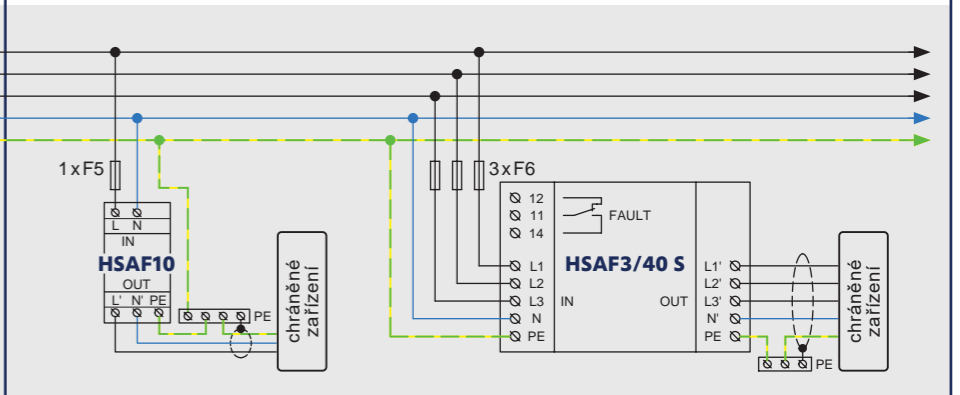 1xF5
L N
IN
HSAF10
OUT
L' N' PE
PE
chráněné
zařízení
3xF6
12
11 FAULT
14
HSAF3/40 S
L1 L1'
L2 L2'
L3 IN OUT L3'
N N'
PE PE
PE
chráněné
zařízení